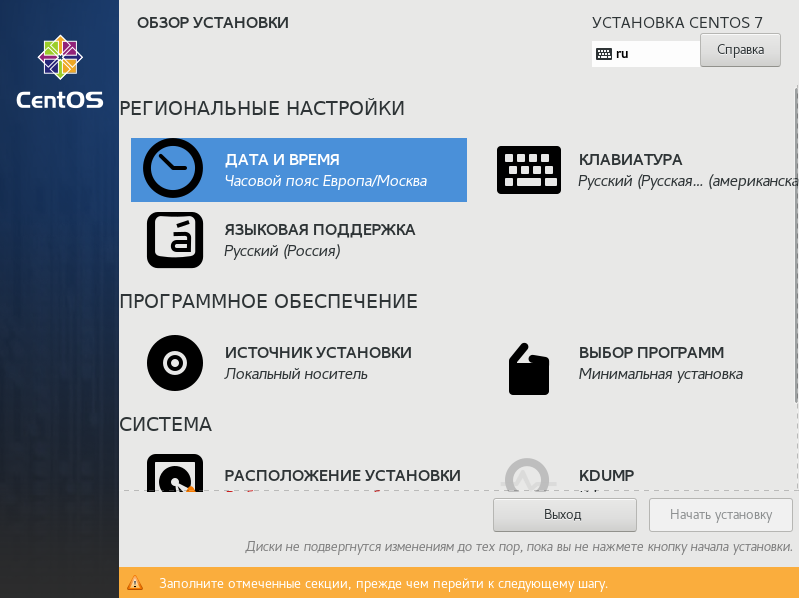 ОБЗОР УСТАНОВКИ
УСТАНОВКА CENTOS 7
ru
Справка
CentOS
РЕГИОНАЛЬНЫЕ НАСТРОЙКИ
ДАТА И ВРЕМЯ
Часовой пояс Европа/Москва
КЛАВИАТУРА
Русский (Русская... (американска
ЯЗЫКОВАЯ ПОДДЕРЖКА
Русский (Россия)
ПРОГРАММНОЕ ОБЕСПЕЧЕНИЕ
ИСТОЧНИК УСТАНОВКИ
Локальный носитель
ВЫБОР ПРОГРАММ
Минимальная установка
СИСТЕМА
РАСПОЛОЖЕНИЕ УСТАНОВКИ
KDUMP
Выход
Начать установку
Диски не подвергнутся изменениям до тех пор, пока вы не нажмете кнопку начала установки.
Заполните отмеченные секции, прежде чем перейти к следующему шагу.